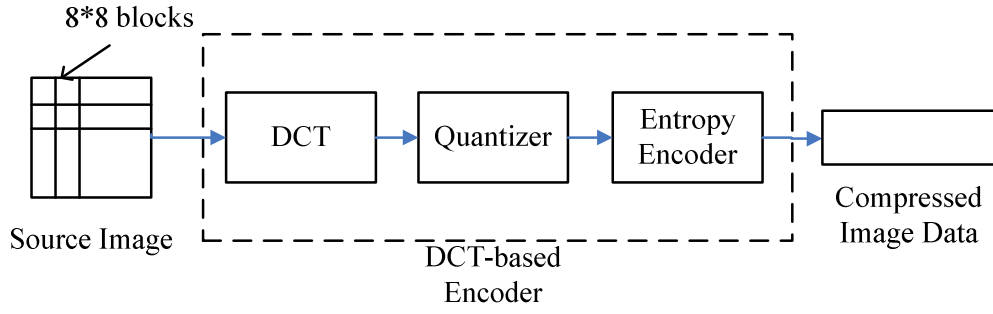 8*8 blocks
DCT
Quantizer
Entropy
Encoder
Source Image
Compressed
Image Data
DCT-based
Encoder